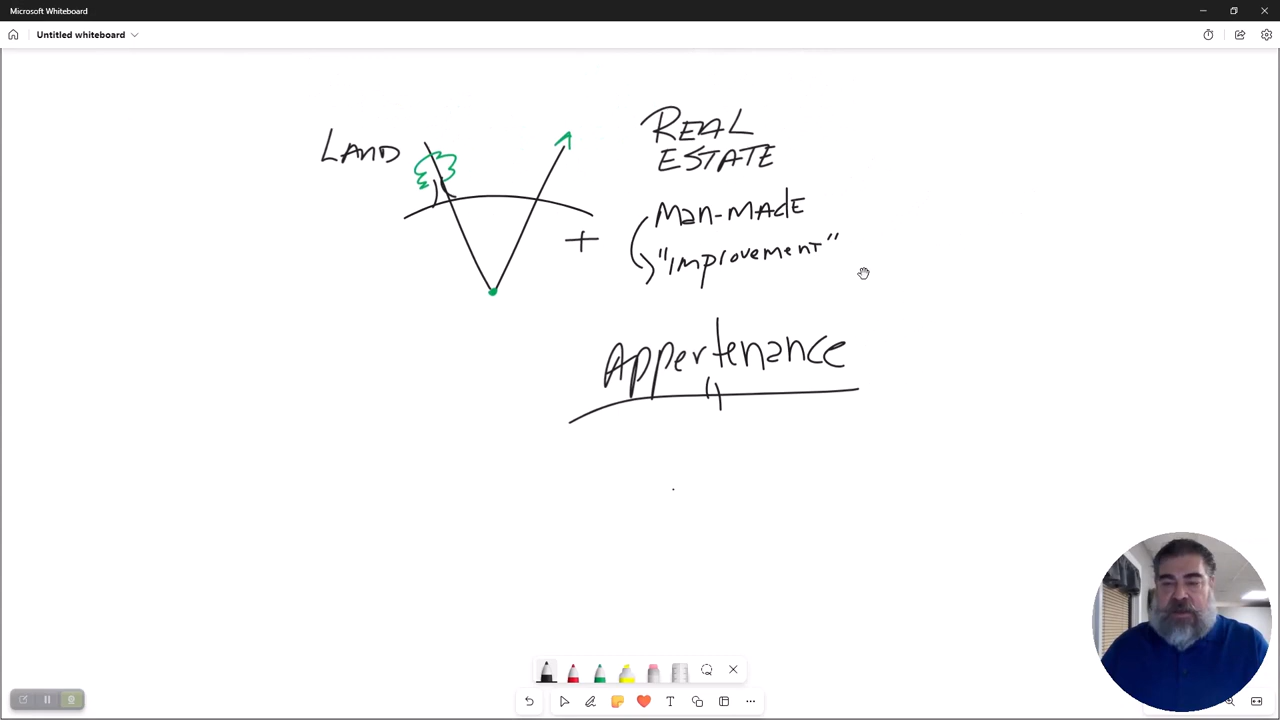 Microsoft Whiteboard
Untitled whiteboard
LAND
REAL
ESTATE
Man-MAdE
"Improvement"
Appertenance